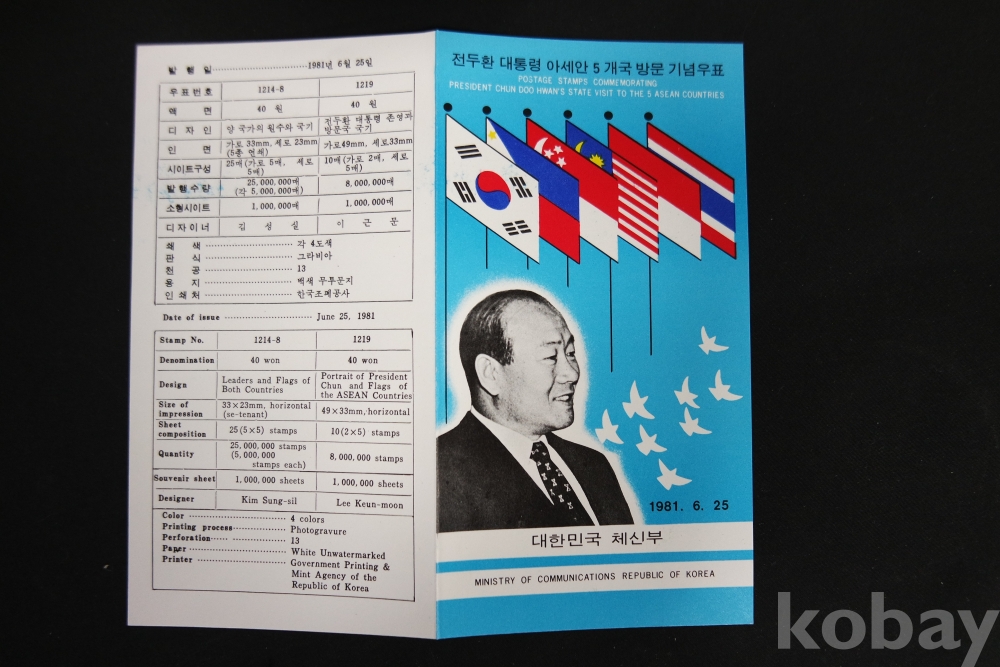 발 행 일 1981년 6월 25일
우표번호 1214-8 1219
액 면 40 원 40 원
디 자 인 양 국가의 원수와 국기 전두환 대통령 존영과 방문국 국기
인 면 가로 33mm, 세로 23mm (5종 연쇄) 가로49mm, 세로33mm
시이트구성 25매(가로 5매, 세로 5매) 10매(가로 2매, 세로 5매)
발행수량 25,000,000매 (각 5,000,000매) 8,000,000매
소형시이트 1,000,000매 1,000,000매
디자이너 김 성 실 이 근 문
쇄 색 각 4도색
판 식 그라비아
천 공 13
용 지 백색 무투문지
인 쇄 처 한국조폐공사
Date of issue June 25, 1981
Stamp No. 1214-8 1219
Denomination 40 won 40 won
Design Leaders and Flags of Both Countries Portrait of President Chun and Flags of the ASEAN Countries
Size of impression 33×23mm, horizontal (se-tenant) 49×33mm, horizontal
Sheet composition 25(5×5) stamps 10(2×5) stamps
Quantity 25,000,000 stamps (5,000,000 stamps each) 8,000,000 stamps
Souvenir sheet 1,000,000 sheets 1,000,000 sheets
Designer Kim Sung-sil Lee Keun-moon
Color 4 colors
Printing process Photogravure
Perforation 13
Paper White Unwatermarked
Printer Government Printing &
Mint Agency of the
Republic of Korea
전두환 대통령 아세안 5개국 방문 기념우표
POSTAGE STAMPS COMMEMORATING
PRESIDENT CHUN DOO HWAN'S STATE VISIT TO THE 5 ASEAN COUNTRIES
1981. 6. 25
대한민국 체신부
MINISTRY OF COMMUNICATIONS REPUBLIC OF KOREA
kobay